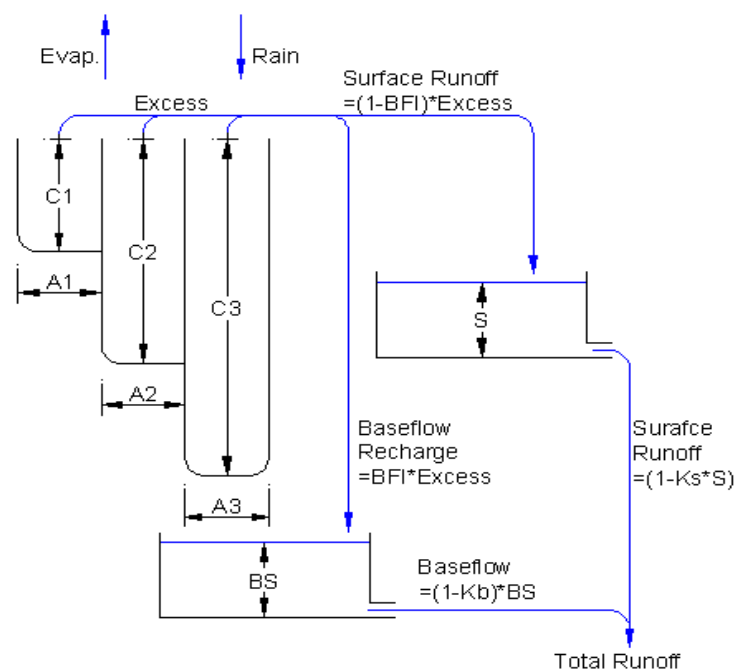 Evap.
Rain
Excess
Surface Runoff
=(1-BFI)*Excess
C1
C2
C3
A1
S
A2
Baseflow
Recharge
=BFI*Excess
Surafce
Runoff
=(1-Ks*S)
A3
BS
Baseflow
=(1-Kb)*BS
Total Runoff